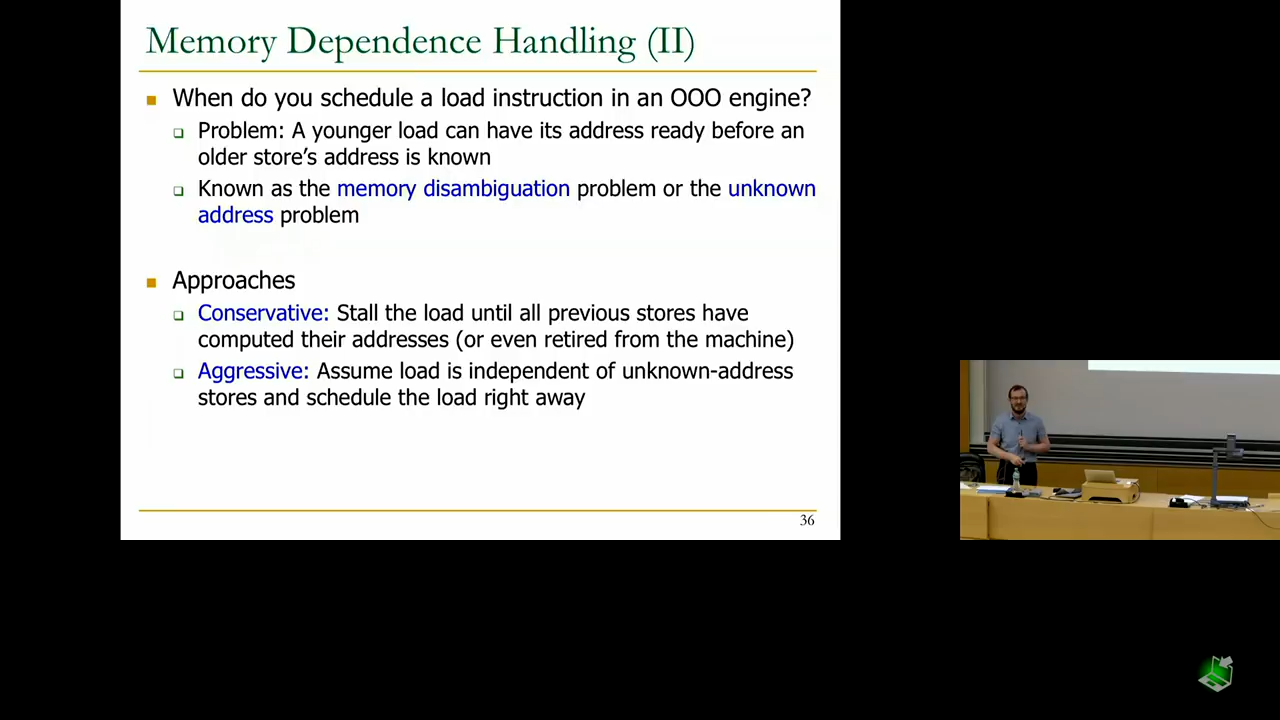 Memory Dependence Handling (II)
When do you schedule a load instruction in an OOO engine?
Problem: A younger load can have its address ready before an
older store’s address is known
Known as the memory disambiguation problem or the unknown
address problem
Approaches
Conservative: Stall the load until all previous stores have
computed their addresses (or even retired from the machine)
Aggressive: Assume load is independent of unknown-address
stores and schedule the load right away
36